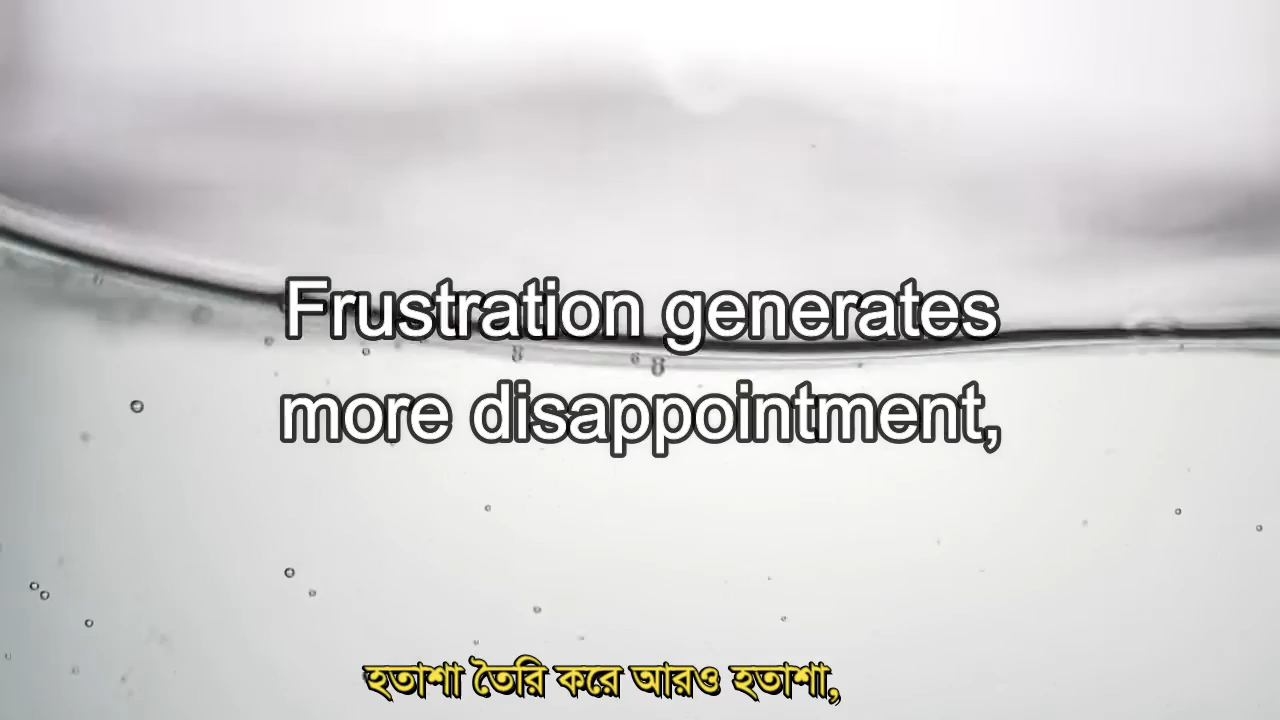 Frustration generates
more disappointment,
হতাশা তৈরি করে আরও হতাশা,